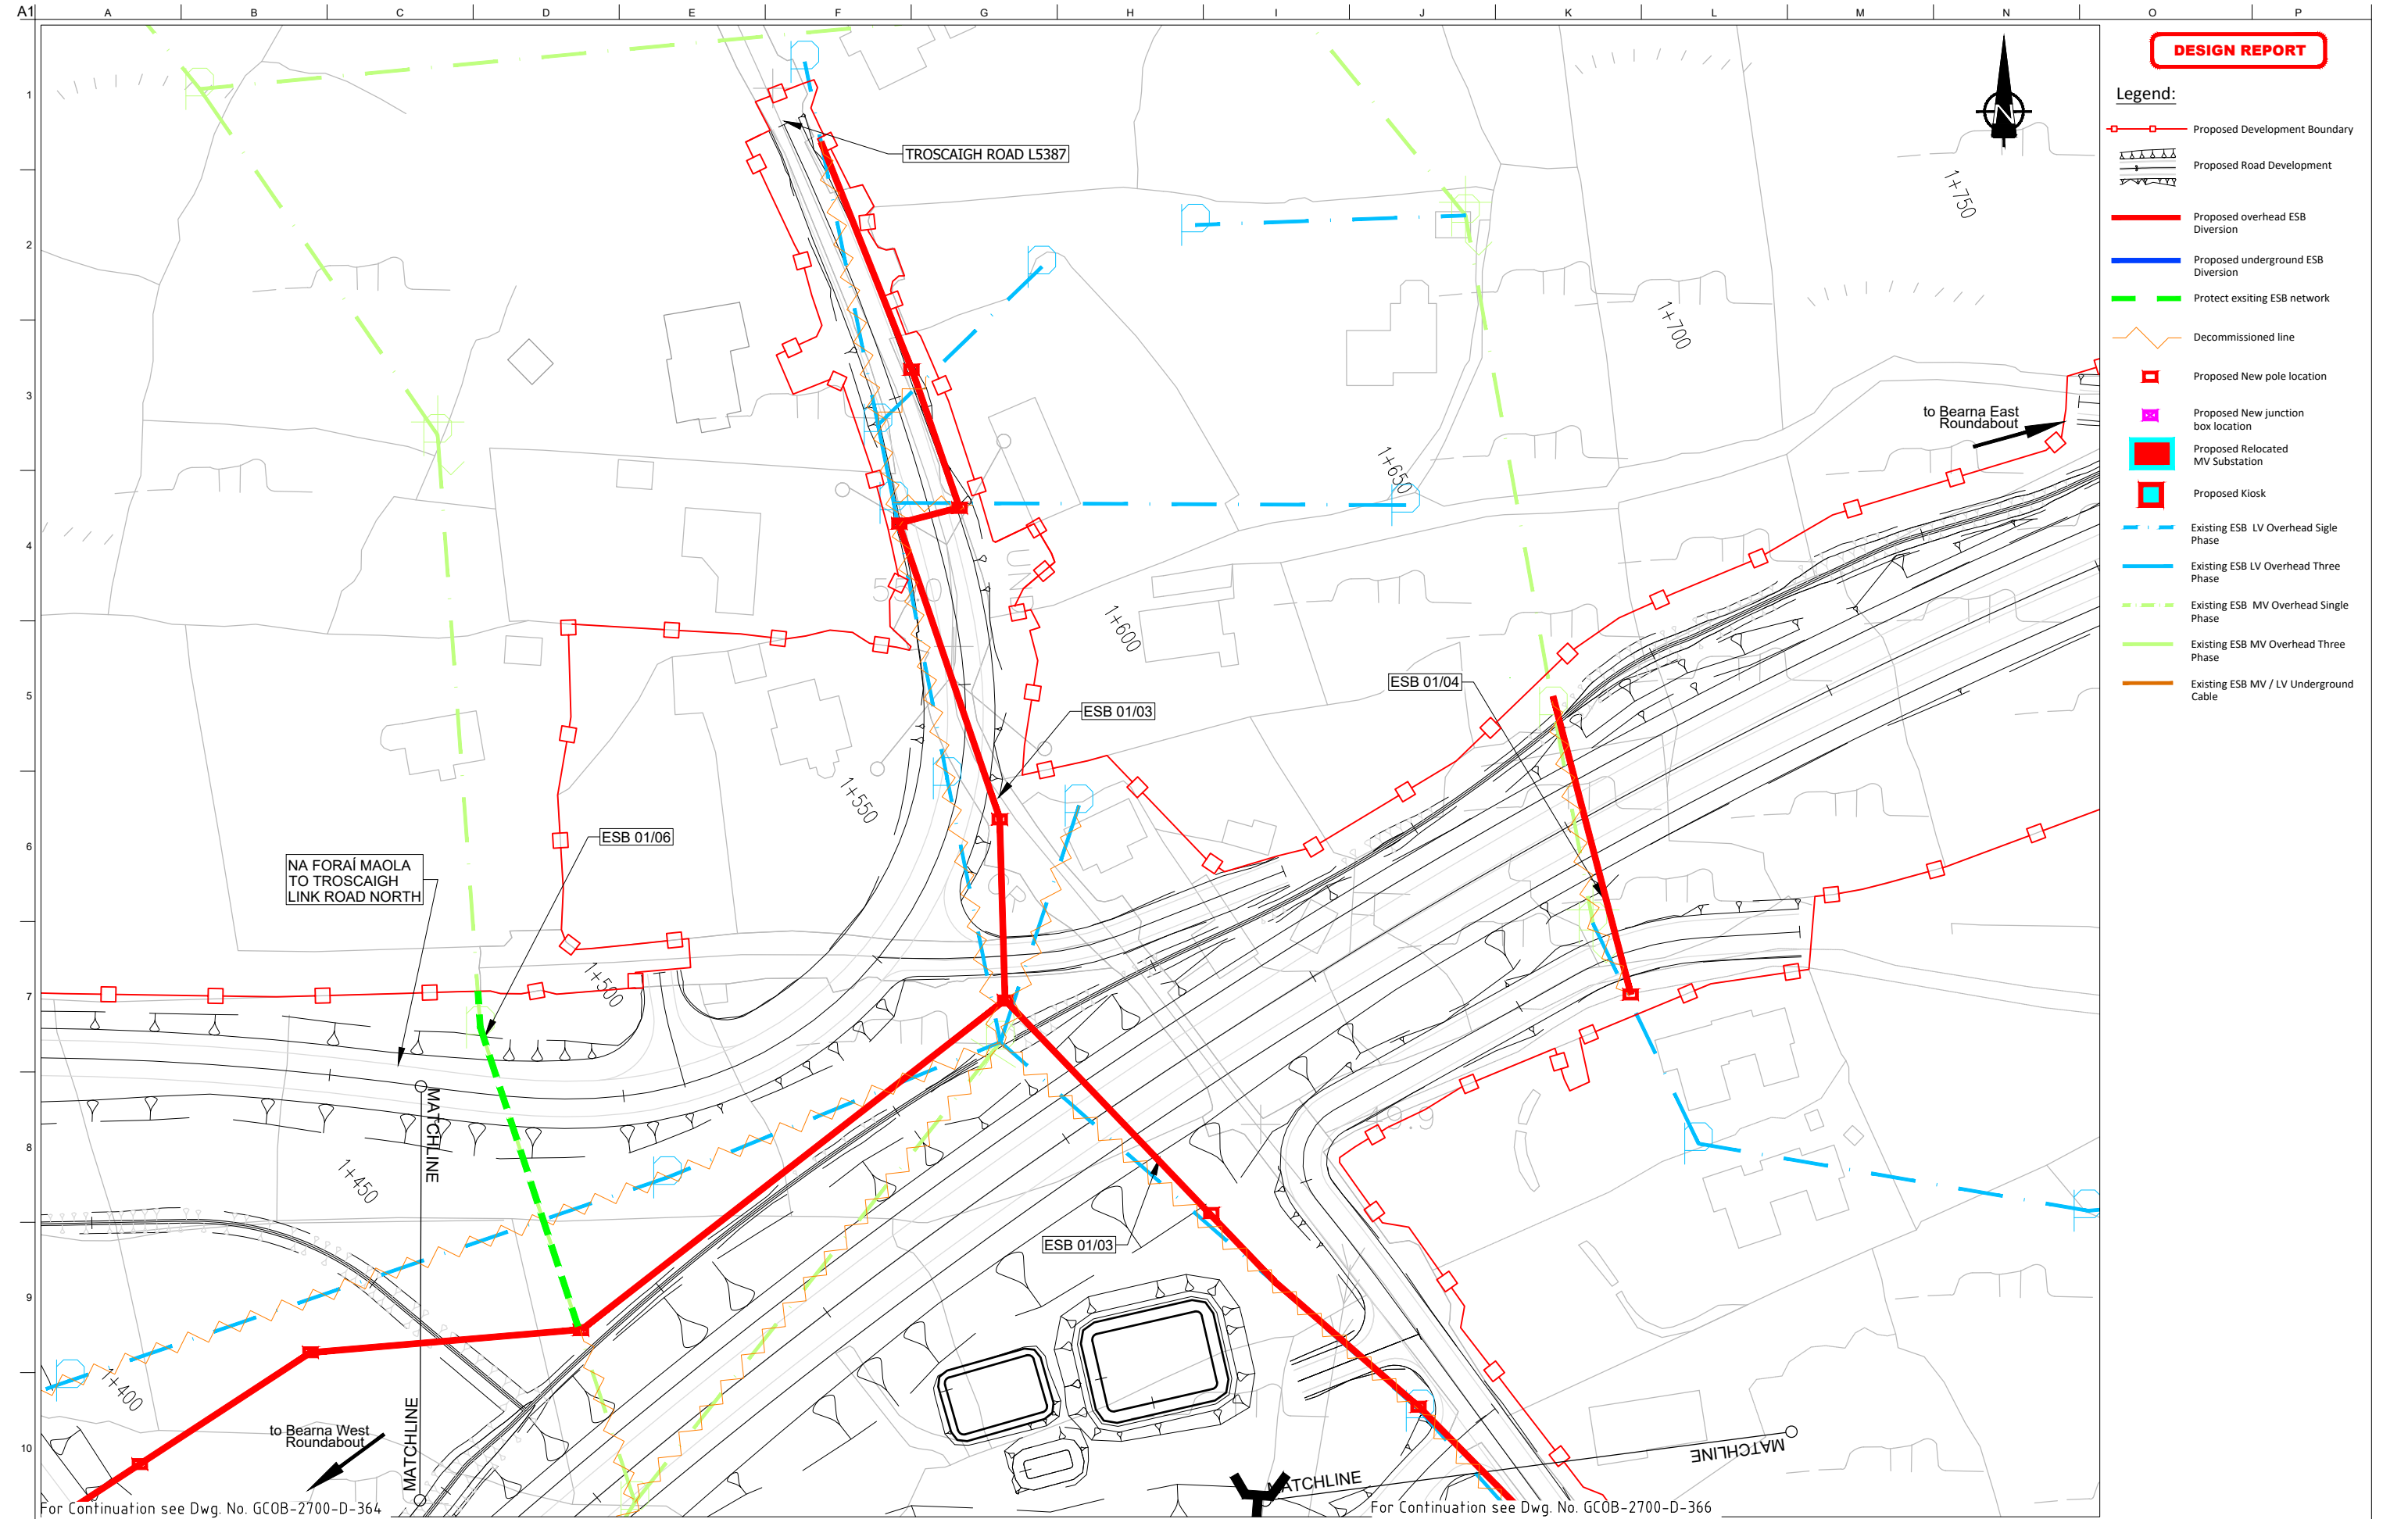 A1
A
B
C
D
E
F
G
H
I
J
K
L
M
N
O
P
1
2
3
4
5
6
7
8
9
10
DESIGN REPORT
Legend:
Proposed Development Boundary
Proposed Road Development
Proposed overhead ESB
Diversion
Proposed underground ESB
Diversion
Protect exsiting ESB network
Decommissioned line
Proposed New pole location
Proposed New junction
box location
Proposed Relocated
MV Substation
Proposed Kiosk
Existing ESB LV Overhead Sigle
Phase
Existing ESB LV Overhead Three
Phase
Existing ESB MV Overhead Single
Phase
Existing ESB MV Overhead Three
Phase
Existing ESB MV / LV Underground
Cable
N
TROSCAIGH ROAD L5387
1+750
1+700
to Bearna East
Roundabout
1+650
1+600
ESB 01/04
ESB 01/03
1+550
ESB 01/06
NA FORAÍ MAOLA
TO TROSCAIGH
LINK ROAD NORTH
1+500
MATCHLINE
49.9
1+450
ESB 01/03
1+400
to Bearna West
Roundabout
MATCHLINE
MATCHLINE
MATCHLINE
For Continuation see Dwg. No. GCOB-2700-D-364
For Continuation see Dwg. No. GCOB-2700-D-366